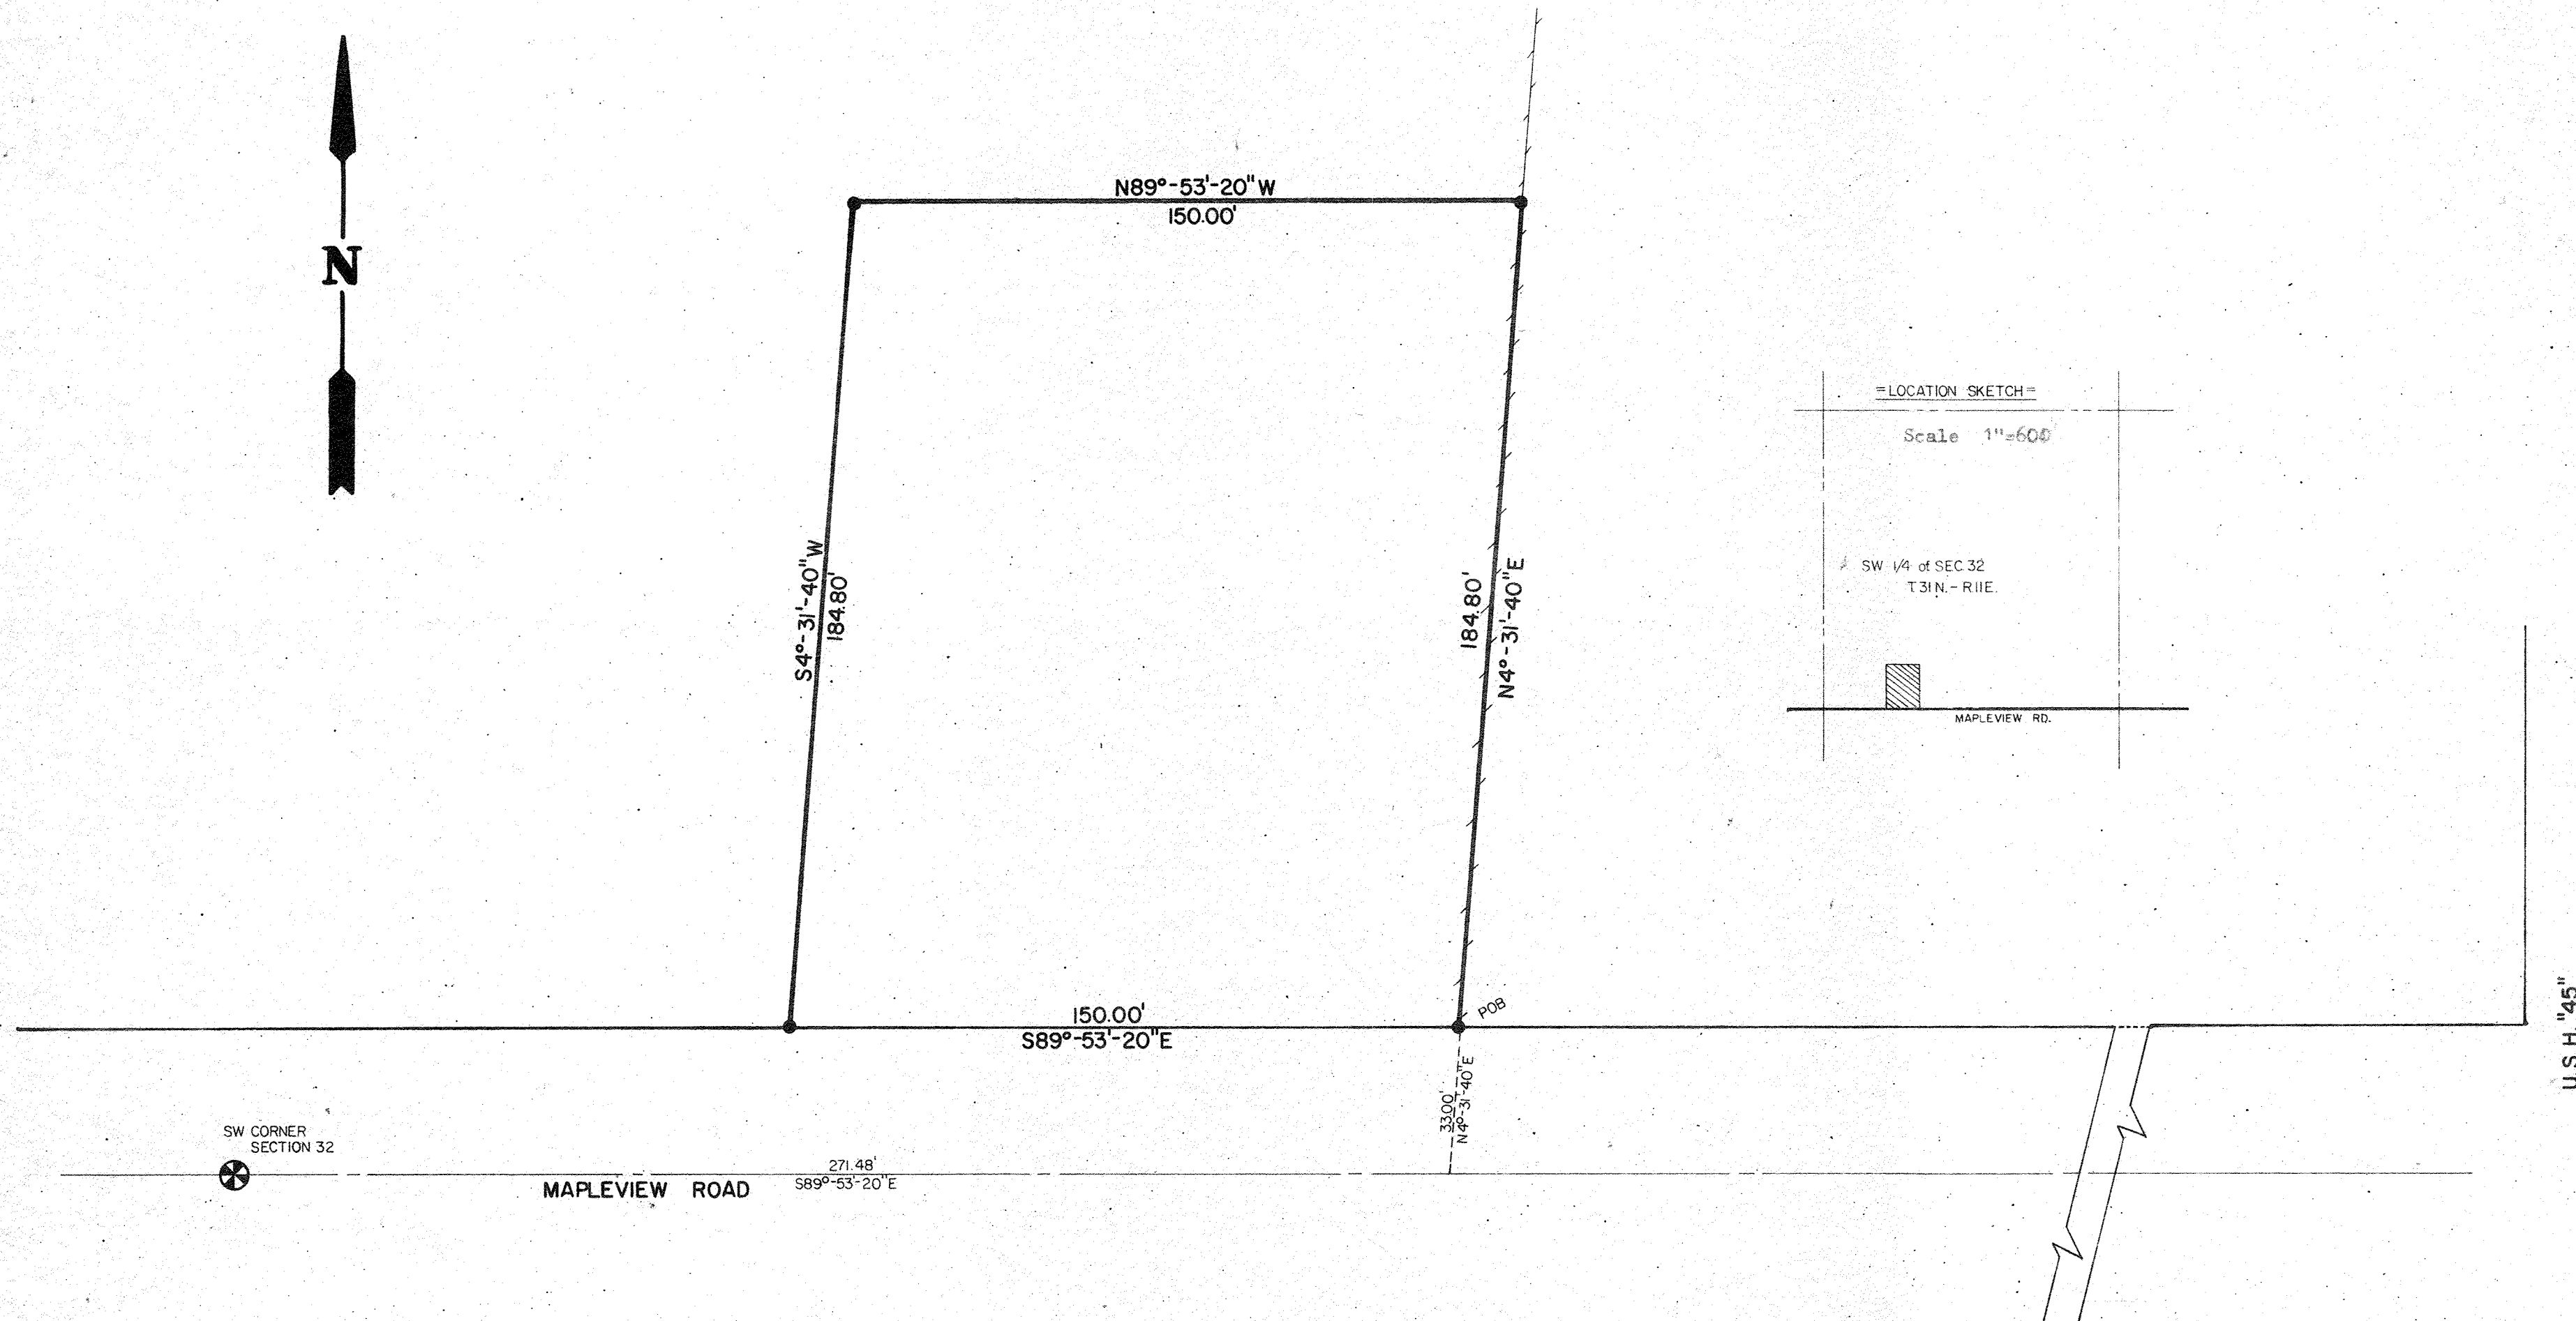 N
N89°-53'-20"W
150.00'
S4°-31'-40"W
184.80'
184.80'
N4°-31'-40"E
=LOCATION SKETCH=
Scale 1"=600
SW 1/4 of SEC.32
T31N.-R11E.
MAPLEVIEW RD.
150.00'
S89°-53'-20"E
POB
33.00'
N4°-31'-40"E
U.S.H. "45"
SW CORNER
SECTION 32
271.48'
S89°-53'-20"E
MAPLEVIEW ROAD